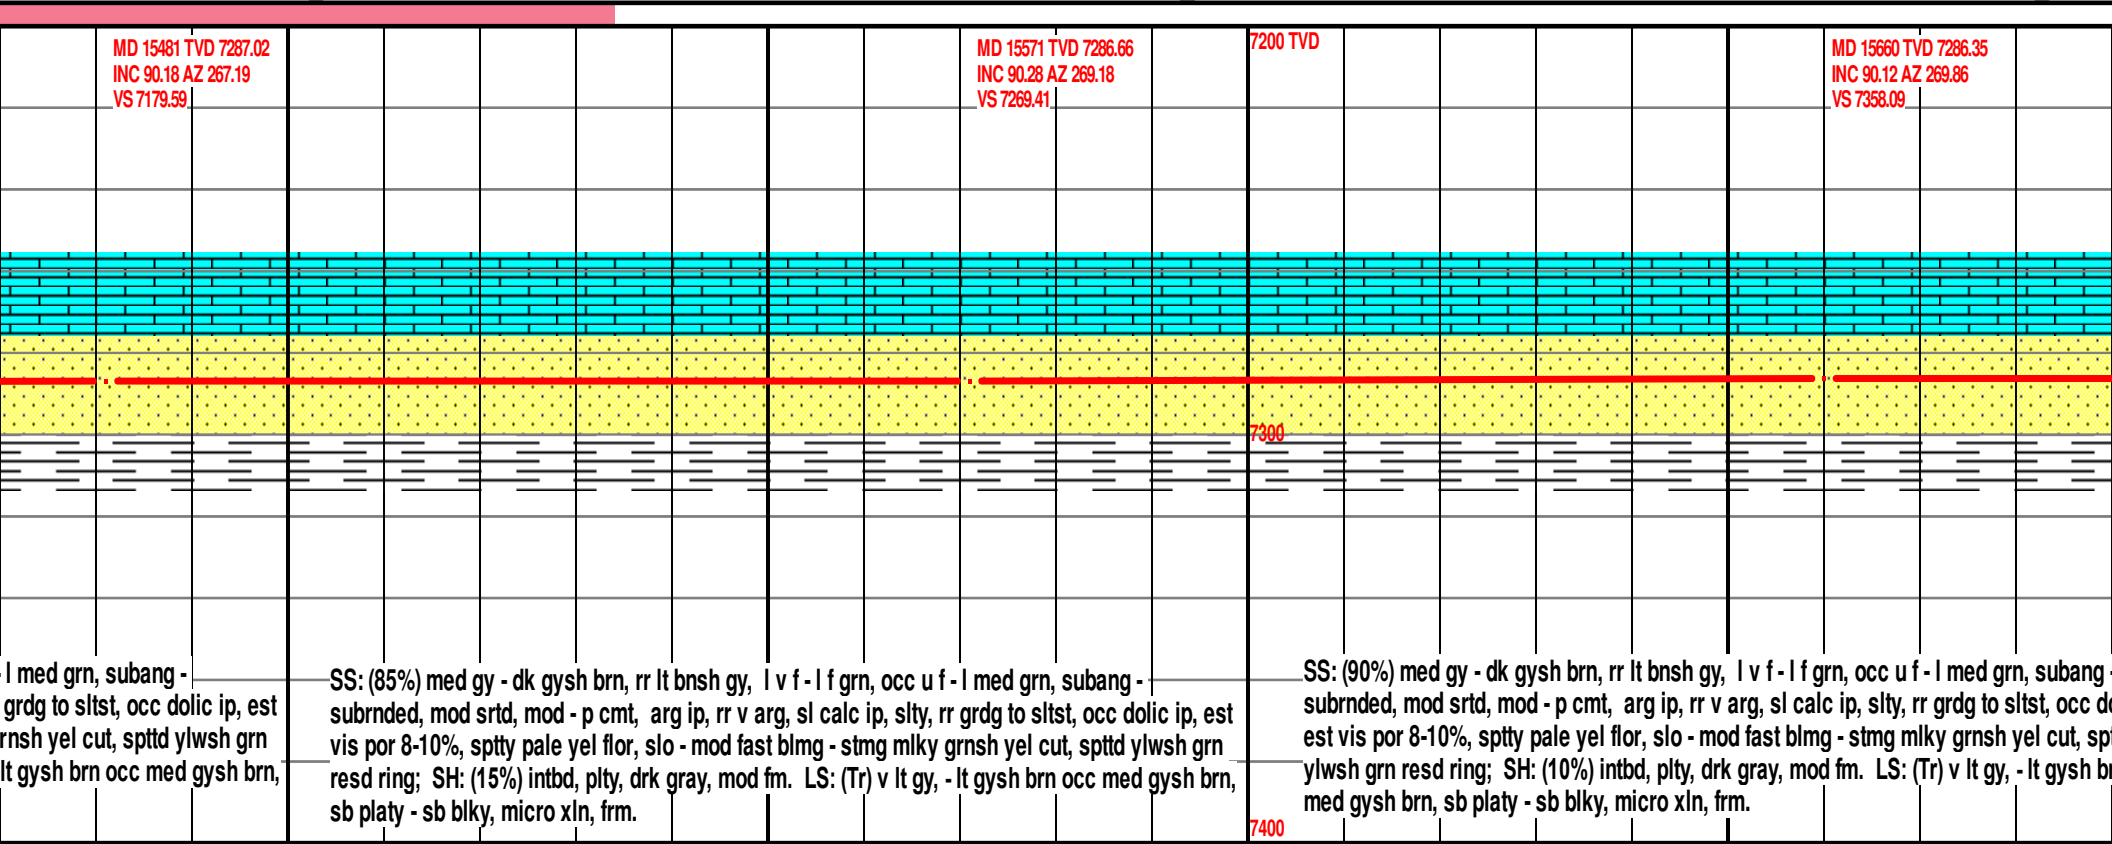 MD 15481 TVD 7287.02
INC 90.18 AZ 267.19
VS 7179.59
MD 15571 TVD 7286.66
INC 90.28 AZ 269.18
VS 7269.41
7200 TVD
MD 15660 TVD 7286.35
INC 90.12 AZ 269.86
VS 7358.09
7300
- l med grn, subang -
grdg to sltst, occ dolic ip, est
rnsh yel cut, spttd ylwsh grn
lt gysh brn occ med gysh brn,
SS: (85%) med gy - dk gysh brn, rr lt bnsh gy, l v f - l f grn, occ u f - l med grn, subang -
subrnded, mod srtd, mod - p cmt, arg ip, rr v arg, sl calc ip, slty, rr grdg to sltst, occ dolic ip, est
vis por 8-10%, sptty pale yel flor, slo - mod fast blmg - stmg mlky grnsh yel cut, spttd ylwsh grn
resd ring; SH: (15%) intbd, plty, drk gray, mod fm. LS: (Tr) v lt gy, - lt gysh brn occ med gysh brn,
sb platy - sb blky, micro xln, frm.
SS: (90%) med gy - dk gysh brn, rr lt bnsh gy, l v f - l f grn, occ u f - l med grn, subang -
subrnded, mod srtd, mod - p cmt, arg ip, rr v arg, sl calc ip, slty, rr grdg to sltst, occ do
est vis por 8-10%, sptty pale yel flor, slo - mod fast blmg - stmg mlky grnsh yel cut, spt
ylwsh grn resd ring; SH: (10%) intbd, plty, drk gray, mod fm. LS: (Tr) v lt gy, - lt gysh br
med gysh brn, sb platy - sb blky, micro xln, frm.
7400